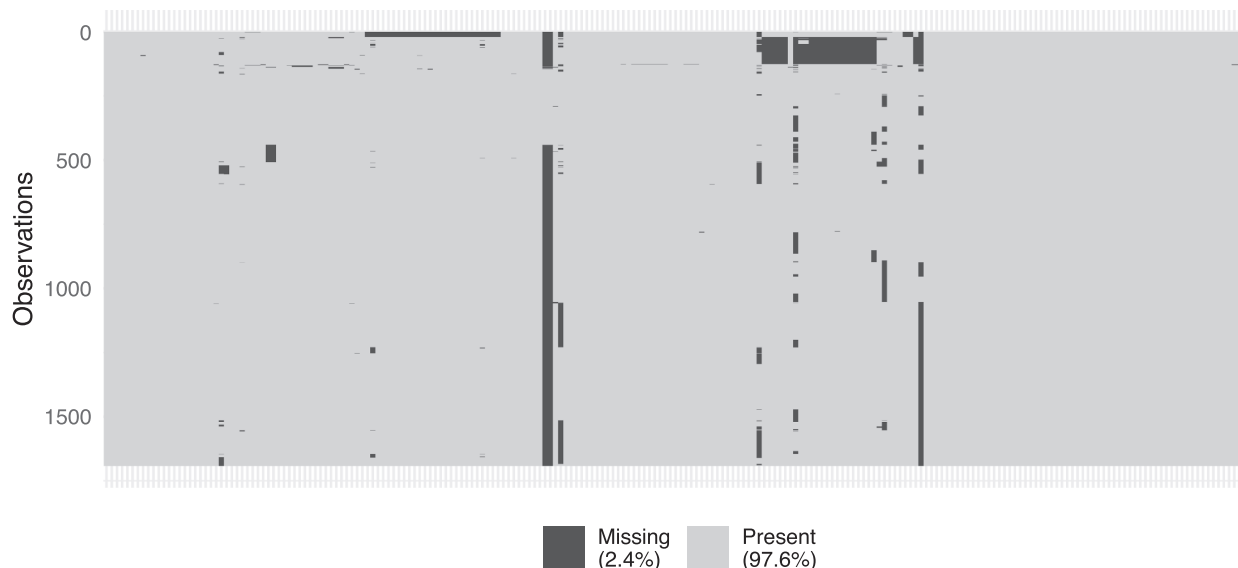 0
500
1000
1500
Observations
Missing
(2.4%)
Present
(97.6%)